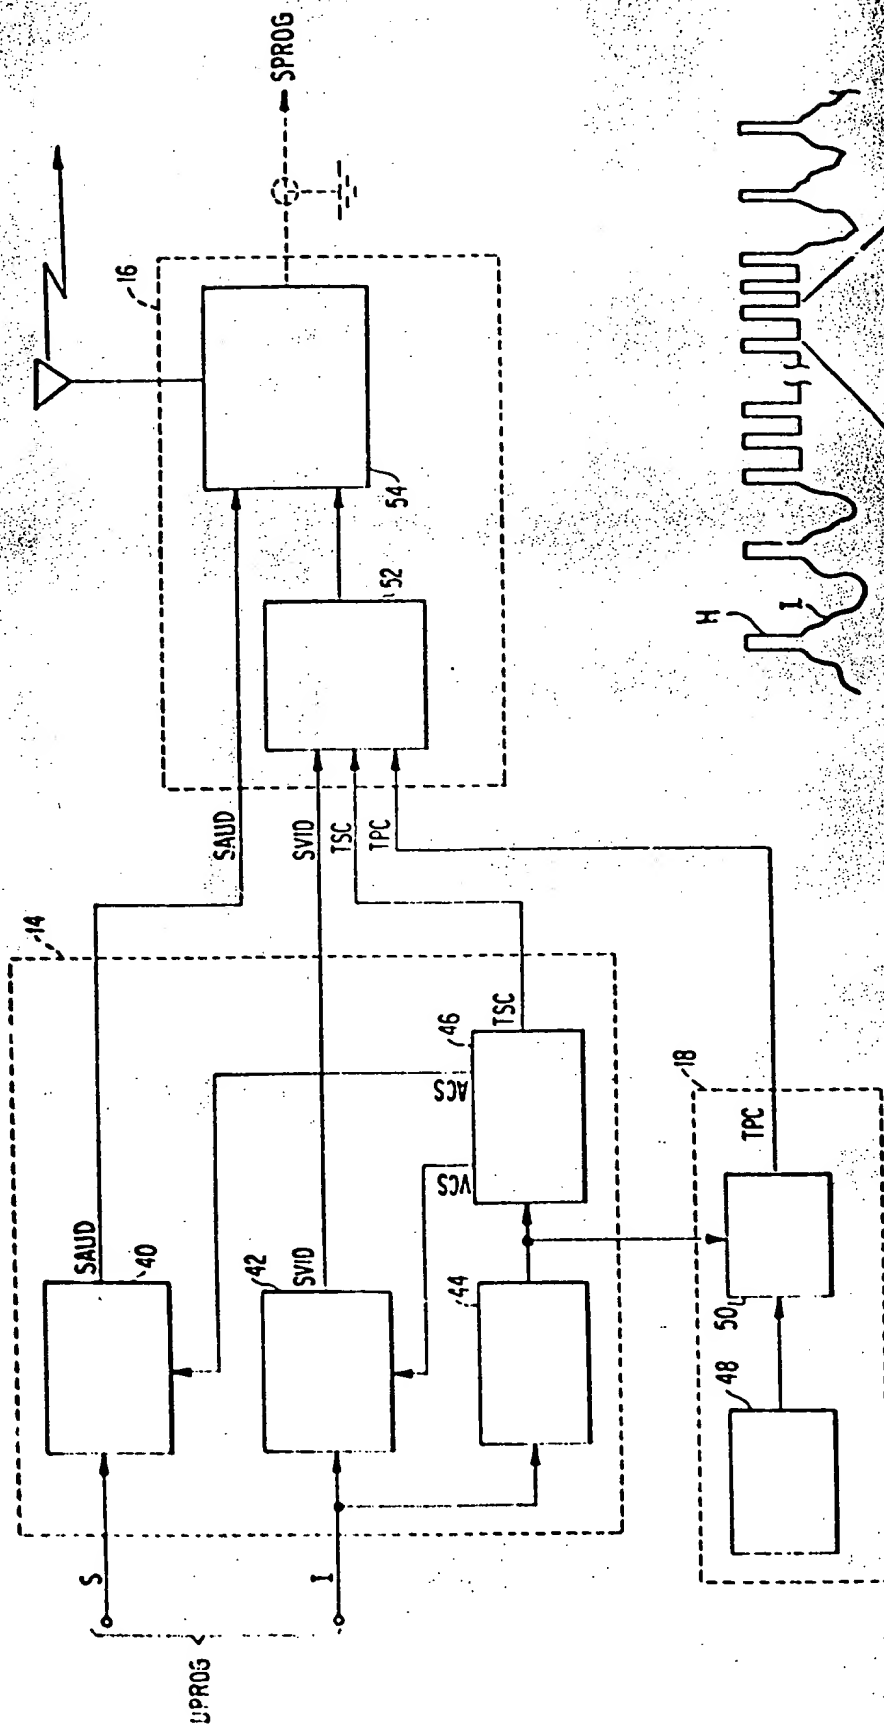 UPROG
S
I
14
SAUD
40
42
SVID
44
VCS
ACS
46
TSC
48
50
TPC
18
SAUD
SVID
TSC
TPC
52
54
16
SPROG
H
I